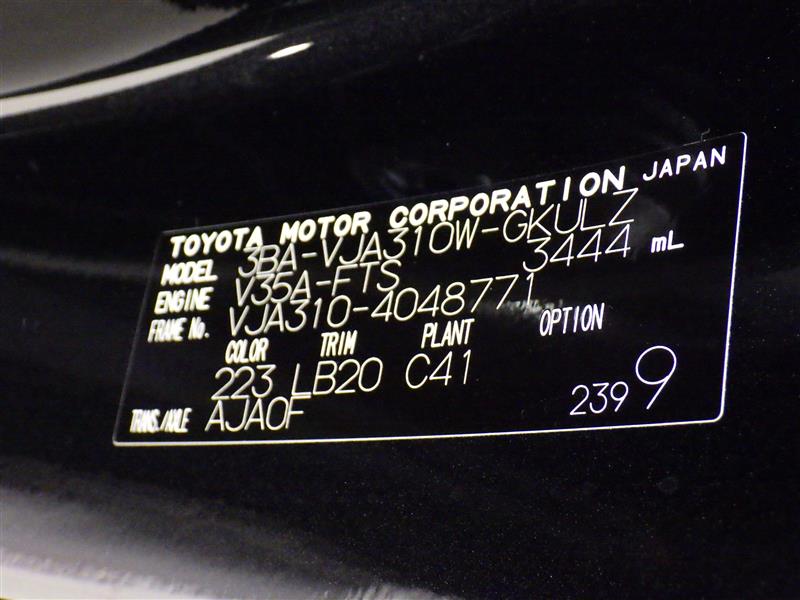 TOYOTA MOTOR CORPORATION JAPAN
MODEL 3BA-VJA310W-GKULZ
ENGINE V35A-FTS 3444 mL
FRAME No. VJA310-4048771
COLOR TRIM PLANT OPTION
223 LB20 C41
TRANS./AXLE AJA0F 239 9